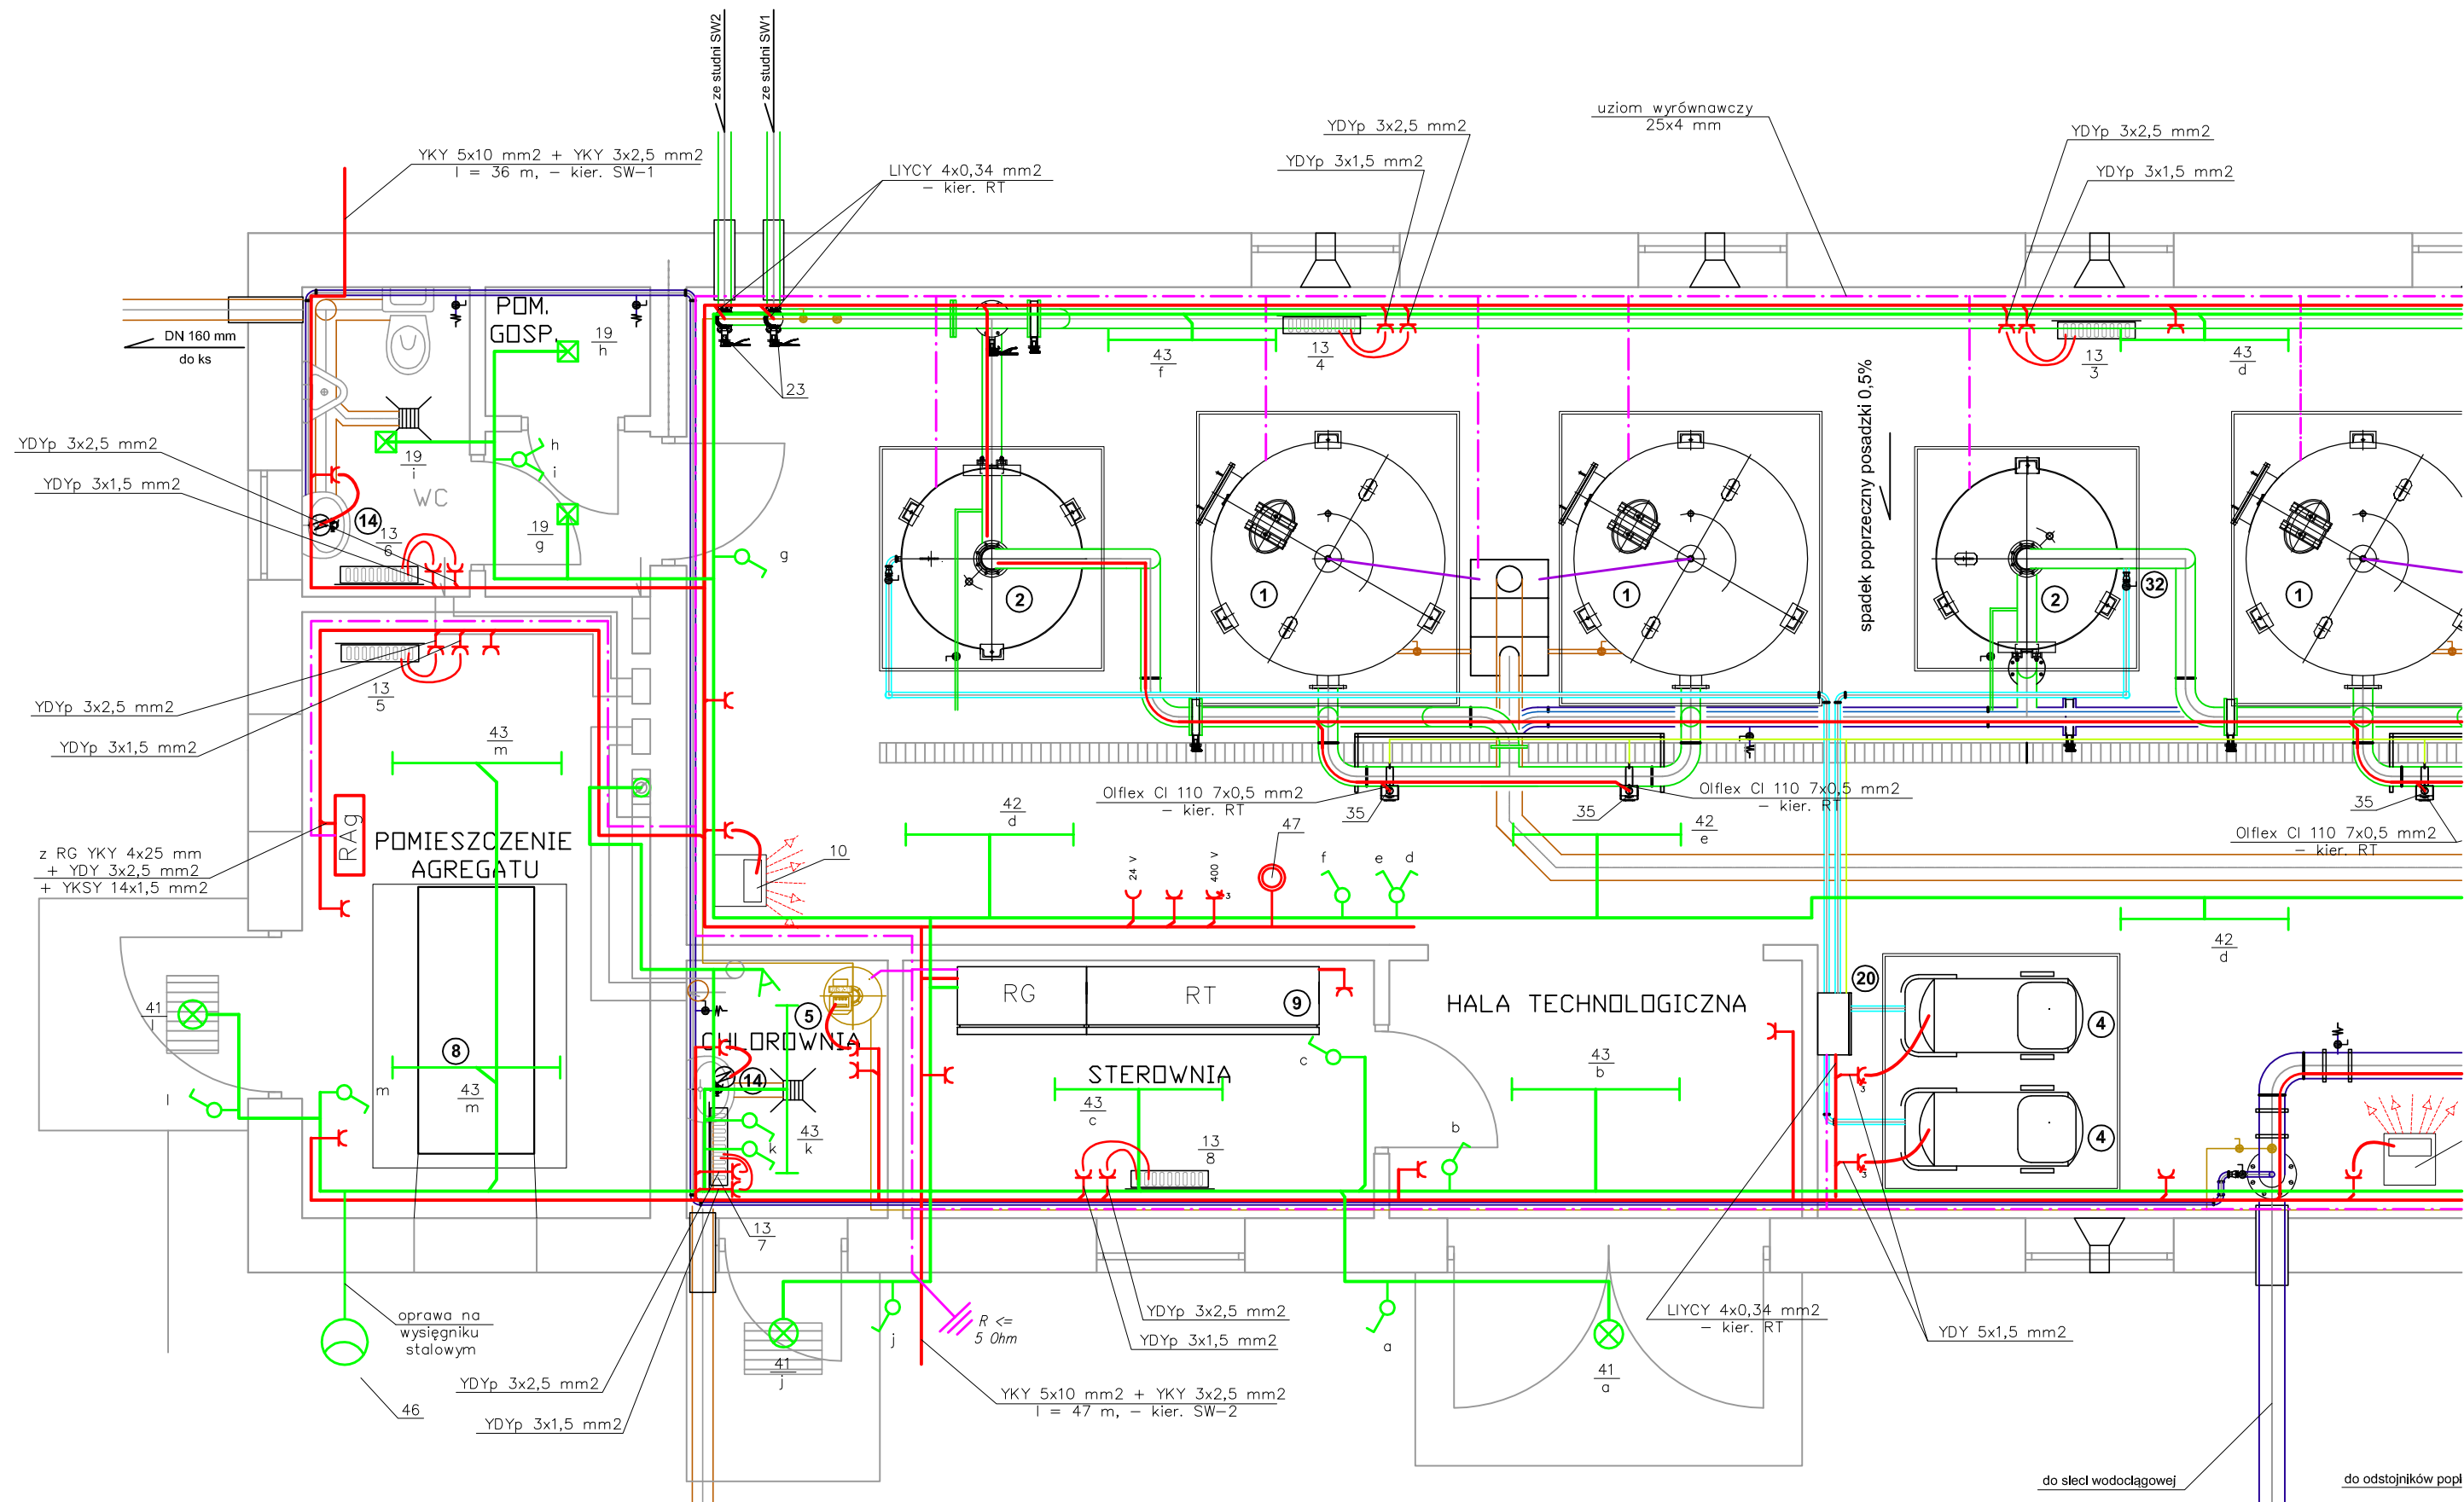 ze studni SW2
ze studni SW1
YKY 5x10 mm2 + YKY 3x2,5 mm2
l = 36 m, – kier. SW–1
LIYCY 4x0,34 mm2
– kier. RT
YDYp 3x2,5 mm2
YDYp 3x1,5 mm2
uziom wyrównawczy
25x4 mm
YDYp 3x2,5 mm2
YDYp 3x1,5 mm2
DN 160 mm
do ks
POM.
GOSP.
19
h
23
43
f
13
4
13
3
43
d
spadek poprzeczny posadzki 0,5%
YDYp 3x2,5 mm2
YDYp 3x1,5 mm2
19
i
WC
h
i
14
13
6
19
g
g
2
1
1
2
32
1
YDYp 3x2,5 mm2
YDYp 3x1,5 mm2
13
5
43
m
RAg
POMIESZCZENIE
AGREGATU
z RG YKY 4x25 mm
+ YDY 3x2,5 mm2
+ YKSY 14x1,5 mm2
10
42
d
Olflex Cl 110 7x0,5 mm2
– kier. RT
35
35
Olflex Cl 110 7x0,5 mm2
– kier. RT
42
e
35
Olflex Cl 110 7x0,5 mm2
– kier. RT
47
24 V
400 V
3
f
e
d
42
d
41
l
l
8
43
m
m
5
CHLOROWNIA
14
43
k
k
RG
RT
9
c
STEROWNIA
43
c
13
8
HALA TECHNOLOGICZNA
43
b
b
20
4
4
3
3
13
7
oprawa na
wysięgniku
stalowym
46
YDYp 3x2,5 mm2
YDYp 3x1,5 mm2
41
j
j
R <=
5 Ohm
YDYp 3x2,5 mm2
YDYp 3x1,5 mm2
YKY 5x10 mm2 + YKY 3x2,5 mm2
l = 47 m, – kier. SW–2
a
41
a
LIYCY 4x0,34 mm2
– kier. RT
YDY 5x1,5 mm2
do sieci wodociągowej
do odstojników popł